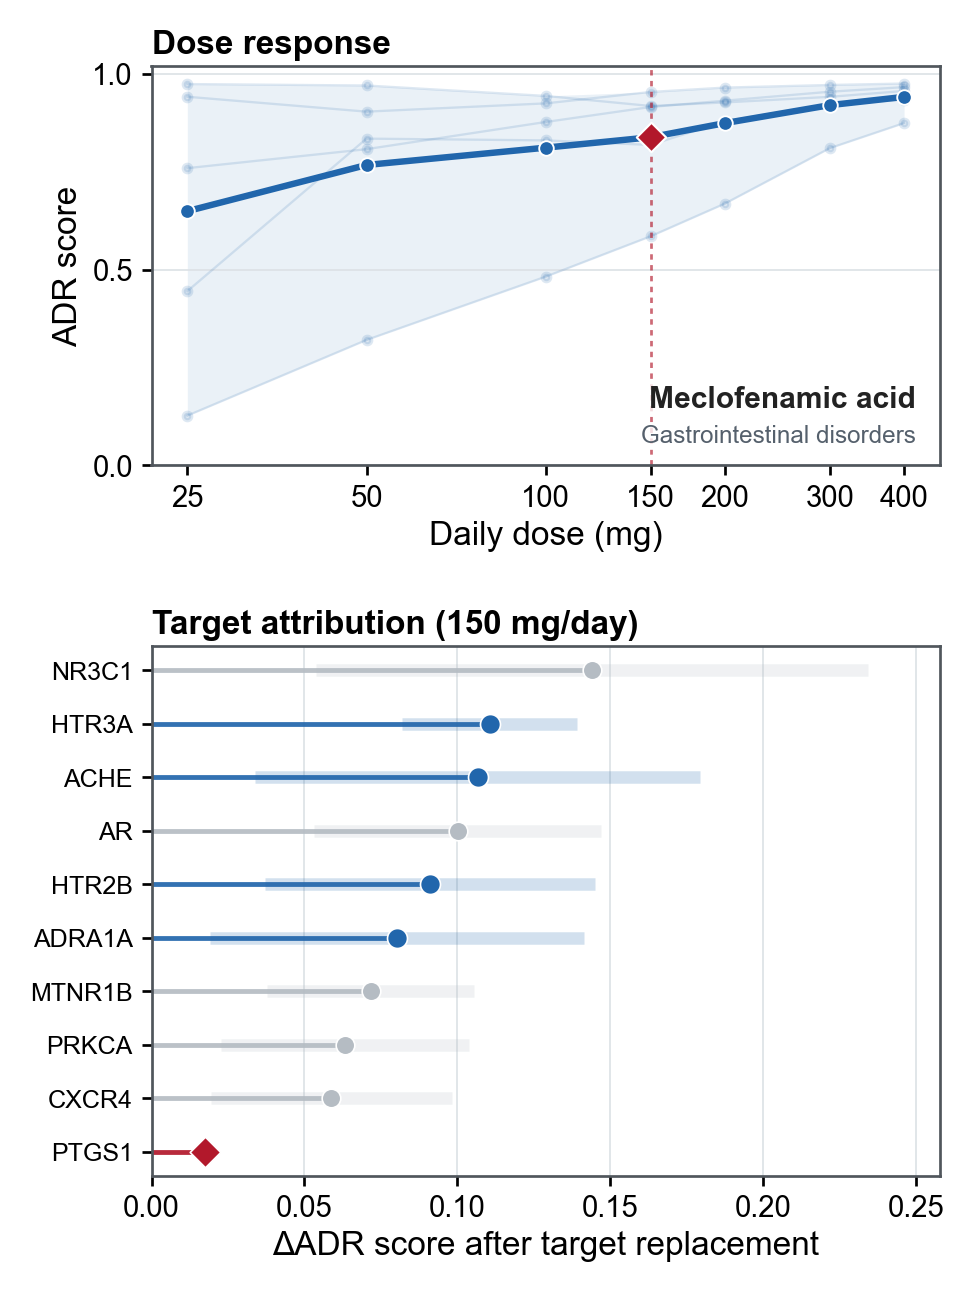 Dose response
1.0
0.5
0.0
ADR score
Meclofenamic acid
Gastrointestinal disorders
25 50 100 150 200 300 400
Daily dose (mg)
Target attribution (150 mg/day)
NR3C1
HTR3A
ACHE
AR
HTR2B
ADRA1A
MTNR1B
PRKCA
CXCR4
PTGS1
0.00 0.05 0.10 0.15 0.20 0.25
ΔADR score after target replacement